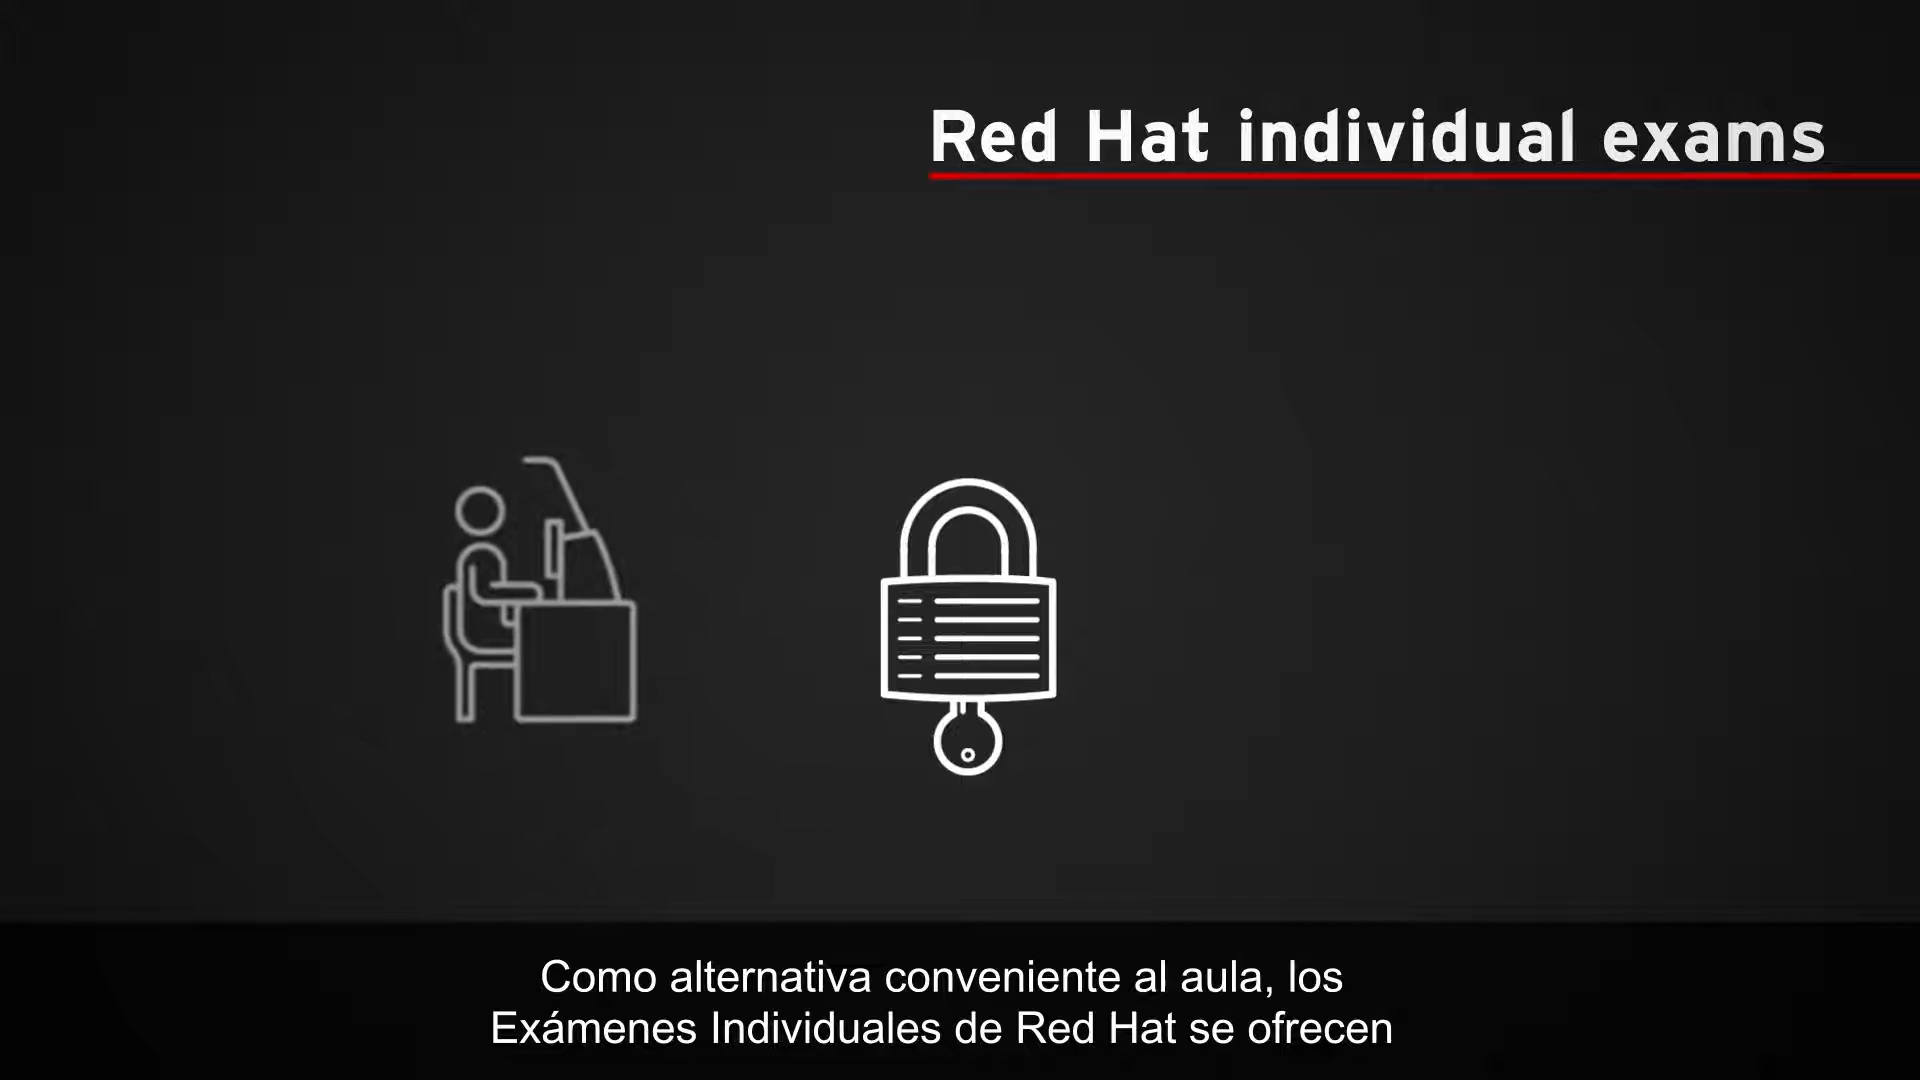 Red Hat individual exams
Como alternativa conveniente al aula, los
Exámenes Individuales de Red Hat se ofrecen